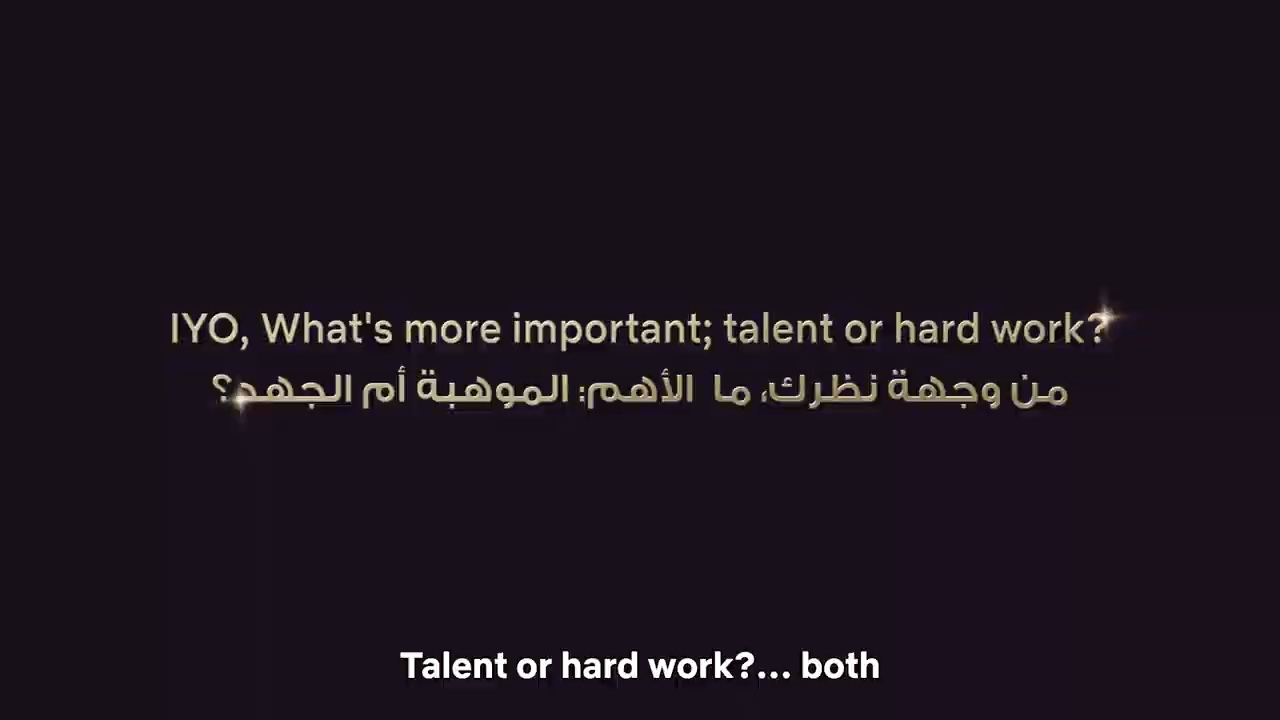 IYO, What's more important; talent or hard work?
من وجهة نظرك، ما الأهم: الموهبة أم الجهد؟
Talent or hard work?... both